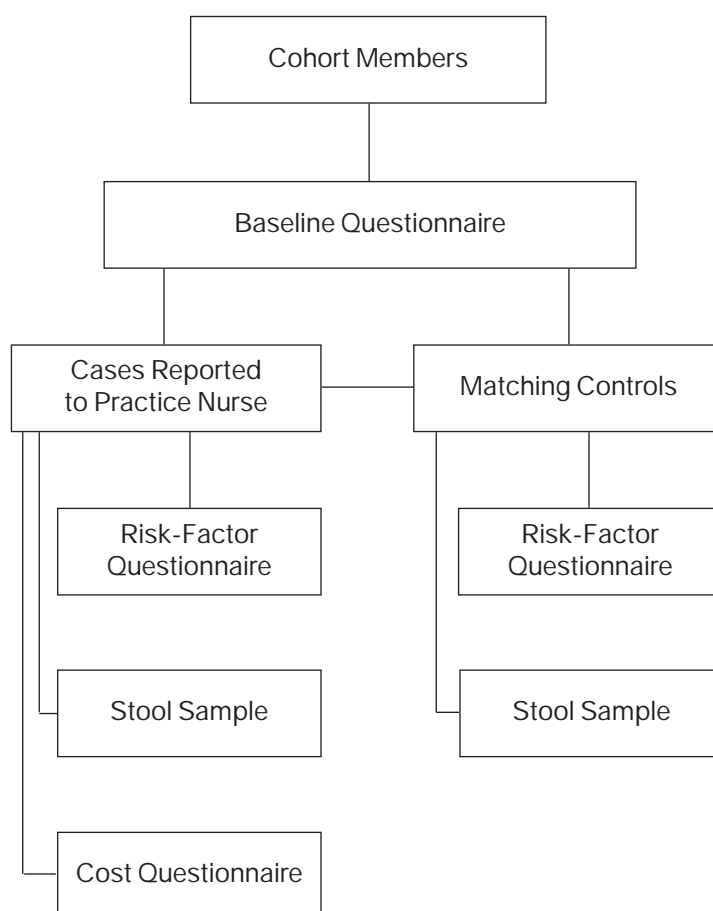 Cohort Members
Baseline Questionnaire
Cases Reported
to Practice Nurse
Matching Controls
Risk-Factor
Questionnaire
Risk-Factor
Questionnaire
Stool Sample
Stool Sample
Cost Questionnaire